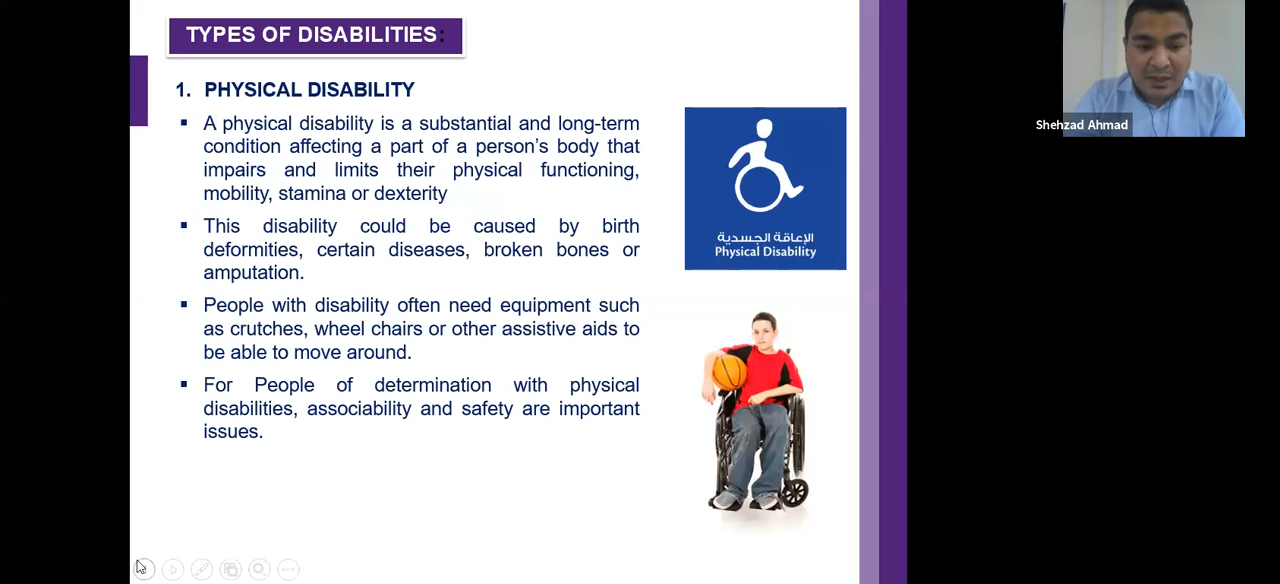 TYPES OF DISABILITIES:
1. PHYSICAL DISABILITY
▪ A physical disability is a substantial and long-term
condition affecting a part of a person’s body that
impairs and limits their physical functioning,
mobility, stamina or dexterity
▪ This disability could be caused by birth
deformities, certain diseases, broken bones or
amputation.
▪ People with disability often need equipment such
as crutches, wheel chairs or other assistive aids to
be able to move around.
▪ For People of determination with physical
disabilities, associability and safety are important
issues.
الإعاقة الجسدية
Physical Disability
Shehzad Ahmad